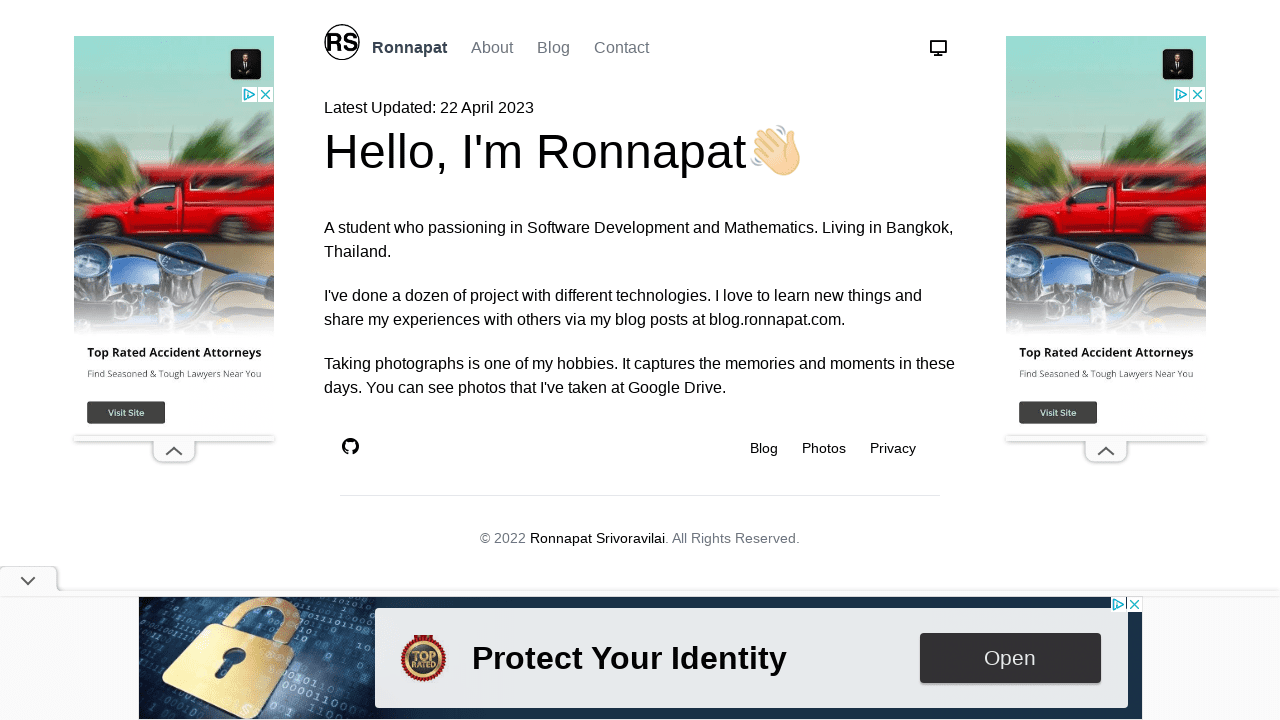 RS Ronnapat About Blog Contact
Latest Updated: 22 April 2023
Hello, I'm Ronnapat👋🏻
A student who passioning in Software Development and Mathematics. Living in Bangkok,
Thailand.
I've done a dozen of project with different technologies. I love to learn new things and
share my experiences with others via my blog posts at blog.ronnapat.com.
Taking photographs is one of my hobbies. It captures the memories and moments in these
days. You can see photos that I've taken at Google Drive.
Blog Photos Privacy
© 2022 Ronnapat Srivoravilai. All Rights Reserved.
Top Rated Accident Attorneys
Find Seasoned & Tough Lawyers Near You
Visit Site
Top Rated Accident Attorneys
Find Seasoned & Tough Lawyers Near You
Visit Site
TOP
RATED
Protect Your Identity
Open